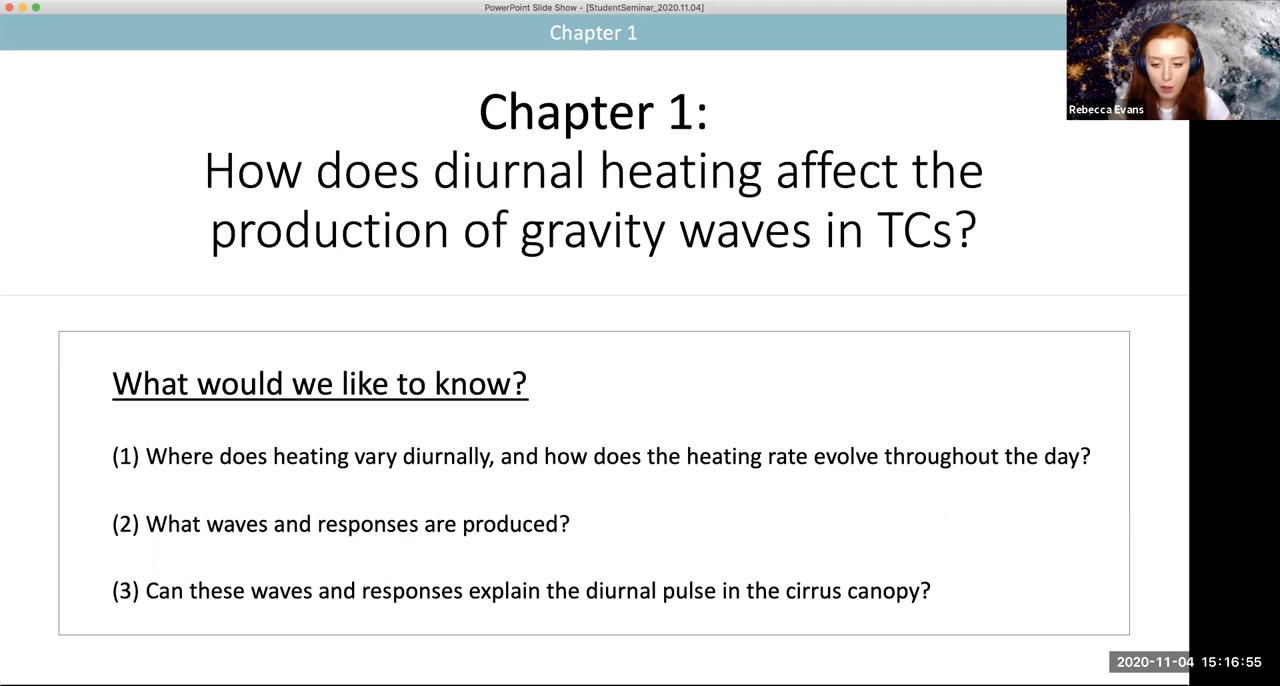 PowerPoint Slide Show - [StudentSeminar_2020.11.04]
Chapter 1
Rebecca Evans
Chapter 1:
How does diurnal heating affect the
production of gravity waves in TCs?
What would we like to know?
(1) Where does heating vary diurnally, and how does the heating rate evolve throughout the day?
(2) What waves and responses are produced?
(3) Can these waves and responses explain the diurnal pulse in the cirrus canopy?
2020-11-04 15:16:55